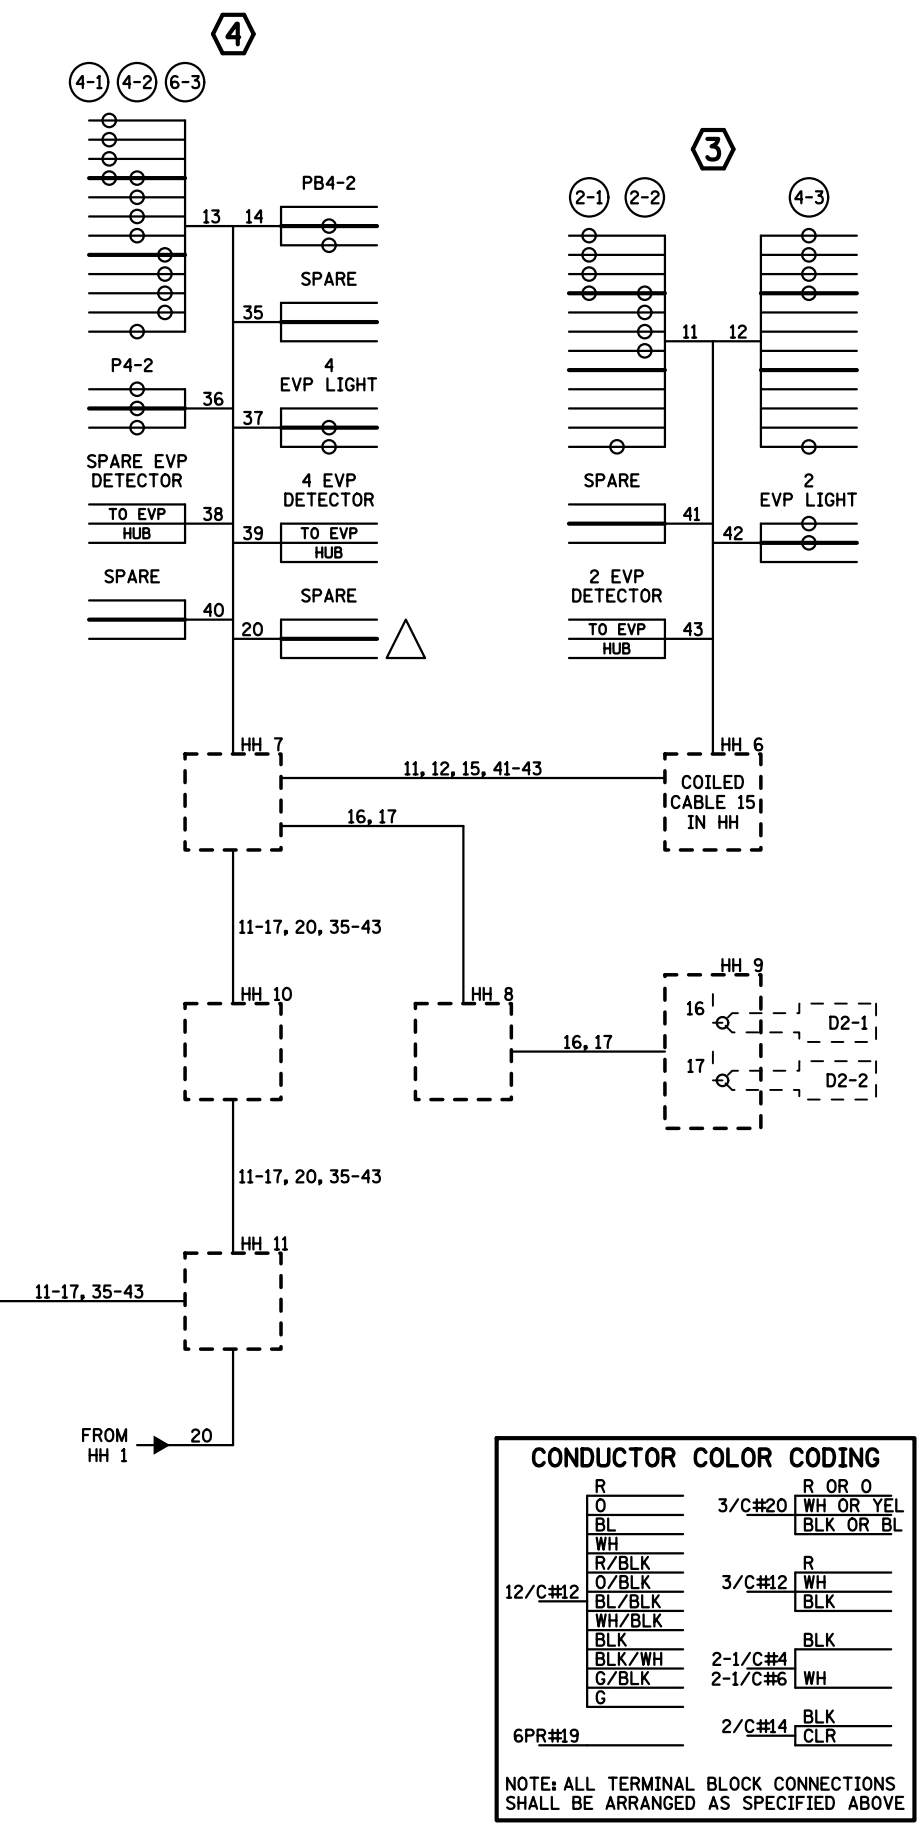 4
4-1 4-2 6-3
3
PB4-2
2-1 2-2 4-3
13 14
SPARE
35
11 12
P4-2
4
EVP LIGHT
36
37
SPARE EVP
DETECTOR
4 EVP
DETECTOR
SPARE
2
EVP LIGHT
TO EVP
HUB
38
39
TO EVP
HUB
41
42
SPARE
40
SPARE
20
2 EVP
DETECTOR
TO EVP
HUB
43
HH 7
HH 6
11, 12, 15, 41-43
COILED
CABLE 15
IN HH
16, 17
11-17, 20, 35-43
HH 10
HH 8
HH 9
16
D2-1
16, 17
17
D2-2
11-17, 20, 35-43
HH 11
11-17, 35-43
FROM
HH 1
20
CONDUCTOR COLOR CODING
12/C#12
R
O
BL
WH
R/BLK
O/BLK
BL/BLK
WH/BLK
BLK
BLK/WH
G/BLK
G
6PR#19
3/C#20
R OR O
WH OR YEL
BLK OR BL
3/C#12
R
WH
BLK
2-1/C#4
2-1/C#6
BLK
WH
2/C#14
BLK
CLR
NOTE: ALL TERMINAL BLOCK CONNECTIONS
SHALL BE ARRANGED AS SPECIFIED ABOVE